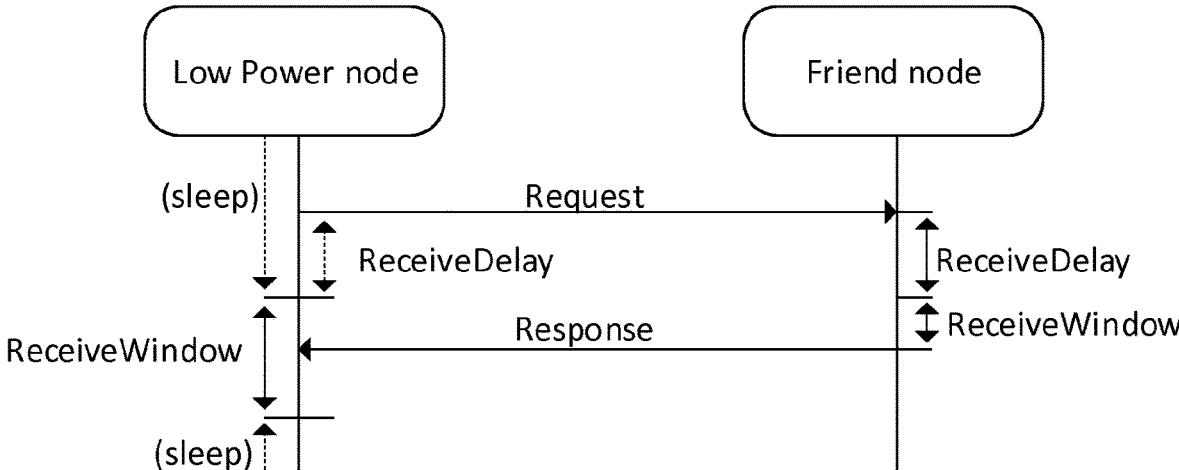 Low Power node
Friend node
(sleep)
Request
ReceiveDelay
ReceiveDelay
Response
ReceiveWindow
ReceiveWindow
(sleep)